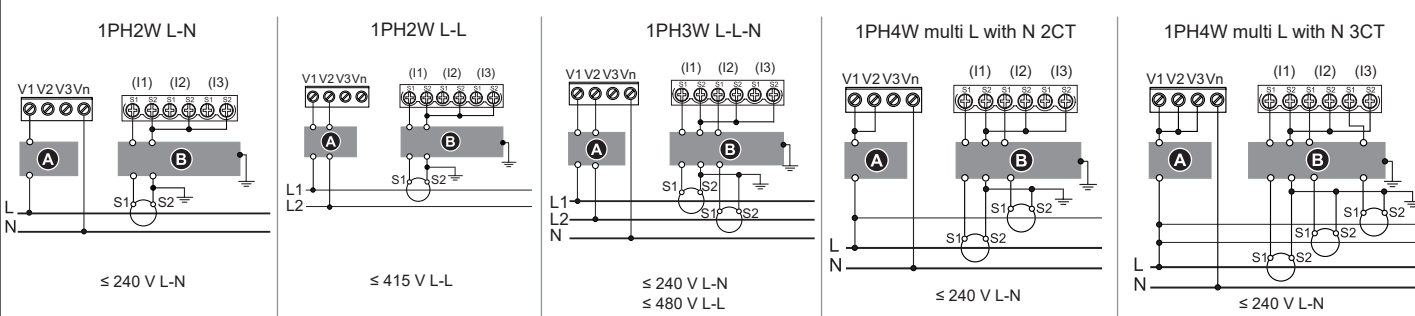 1PH2W L-N
V1 V2 V3 Vn
(I1) (I2) (I3)
S1 S2 S1 S2 S1 S2
A
B
S1 S2
L
N
≤ 240 V L-N
1PH2W L-L
V1 V2 V3 Vn
(I1) (I2) (I3)
S1 S2 S1 S2 S1 S2
A
B
S1 S2
L1
L2
≤ 415 V L-L
1PH3W L-L-N
V1 V2 V3 Vn
(I1) (I2) (I3)
S1 S2 S1 S2 S1 S2
A
B
S1 S2
S1 S2
L1
L2
N
≤ 240 V L-N
≤ 480 V L-L
1PH4W multi L with N 2CT
V1 V2 V3 Vn
(I1) (I2) (I3)
S1 S2 S1 S2 S1 S2
A
B
S1 S2
S1 S2
L
N
≤ 240 V L-N
1PH4W multi L with N 3CT
V1 V2 V3 Vn
(I1) (I2) (I3)
S1 S2 S1 S2 S1 S2
A
B
S1 S2
S1 S2
S1 S2
L
N
≤ 240 V L-N